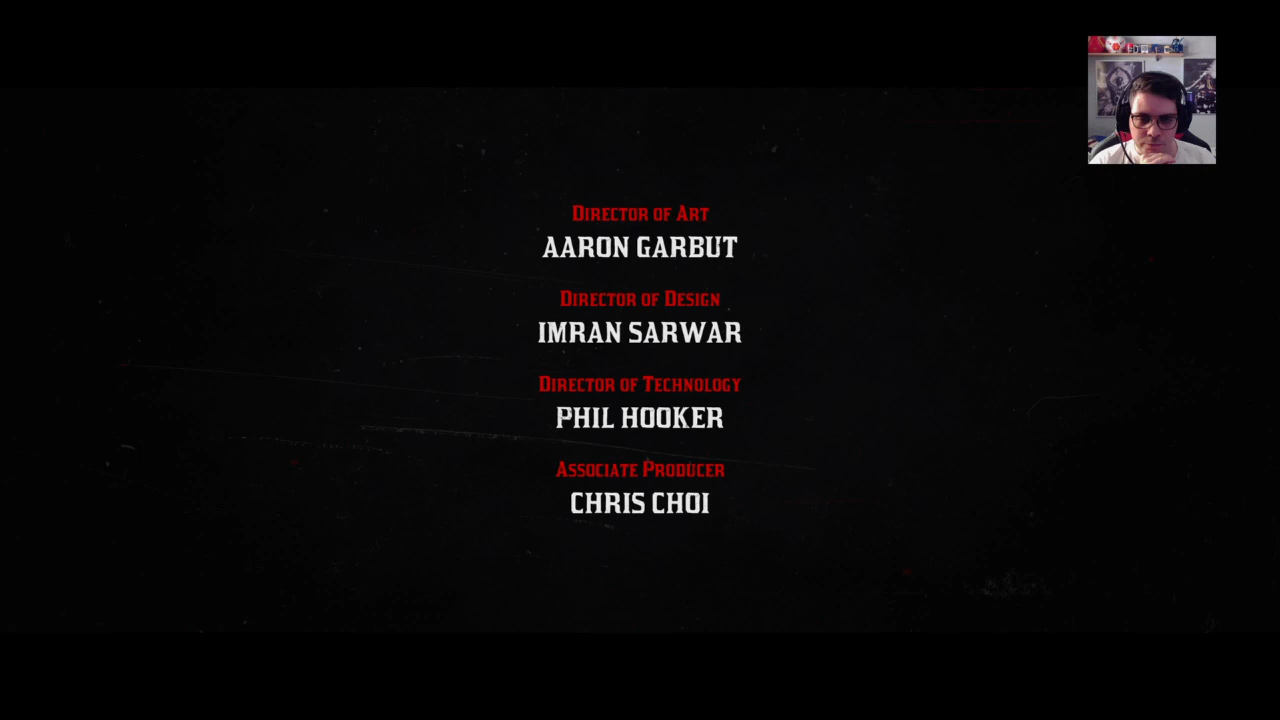 Director of Art
AARON GARBUT
Director of Design
IMRAN SARWAR
Director of Technology
PHIL HOOKER
Associate Producer
CHRIS CHOI